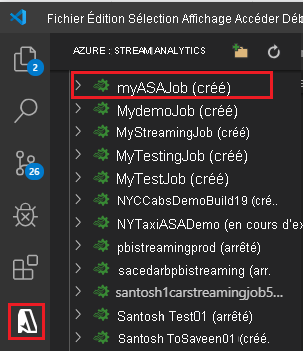 Fichier Édition Sélection Affichage Accéder Déb
AZURE : STREAM ANALYTICS
2
myASAJob (créé)
MydemoJob (créé)
MyStreamingJob (créé)
26
MyTestingJob (créé)
MyTestJob (créé)
NYCCabsDemoBuild19 (cré..
NYTaxiASADemo (en cours d'ex
pbistreamingprod (arrêté)
sacedarbpbistreaming (arr.
santosh1carstreamingjob5...
Santosh Test01 (arrêté)
Santosh ToSaveen01 (créé.